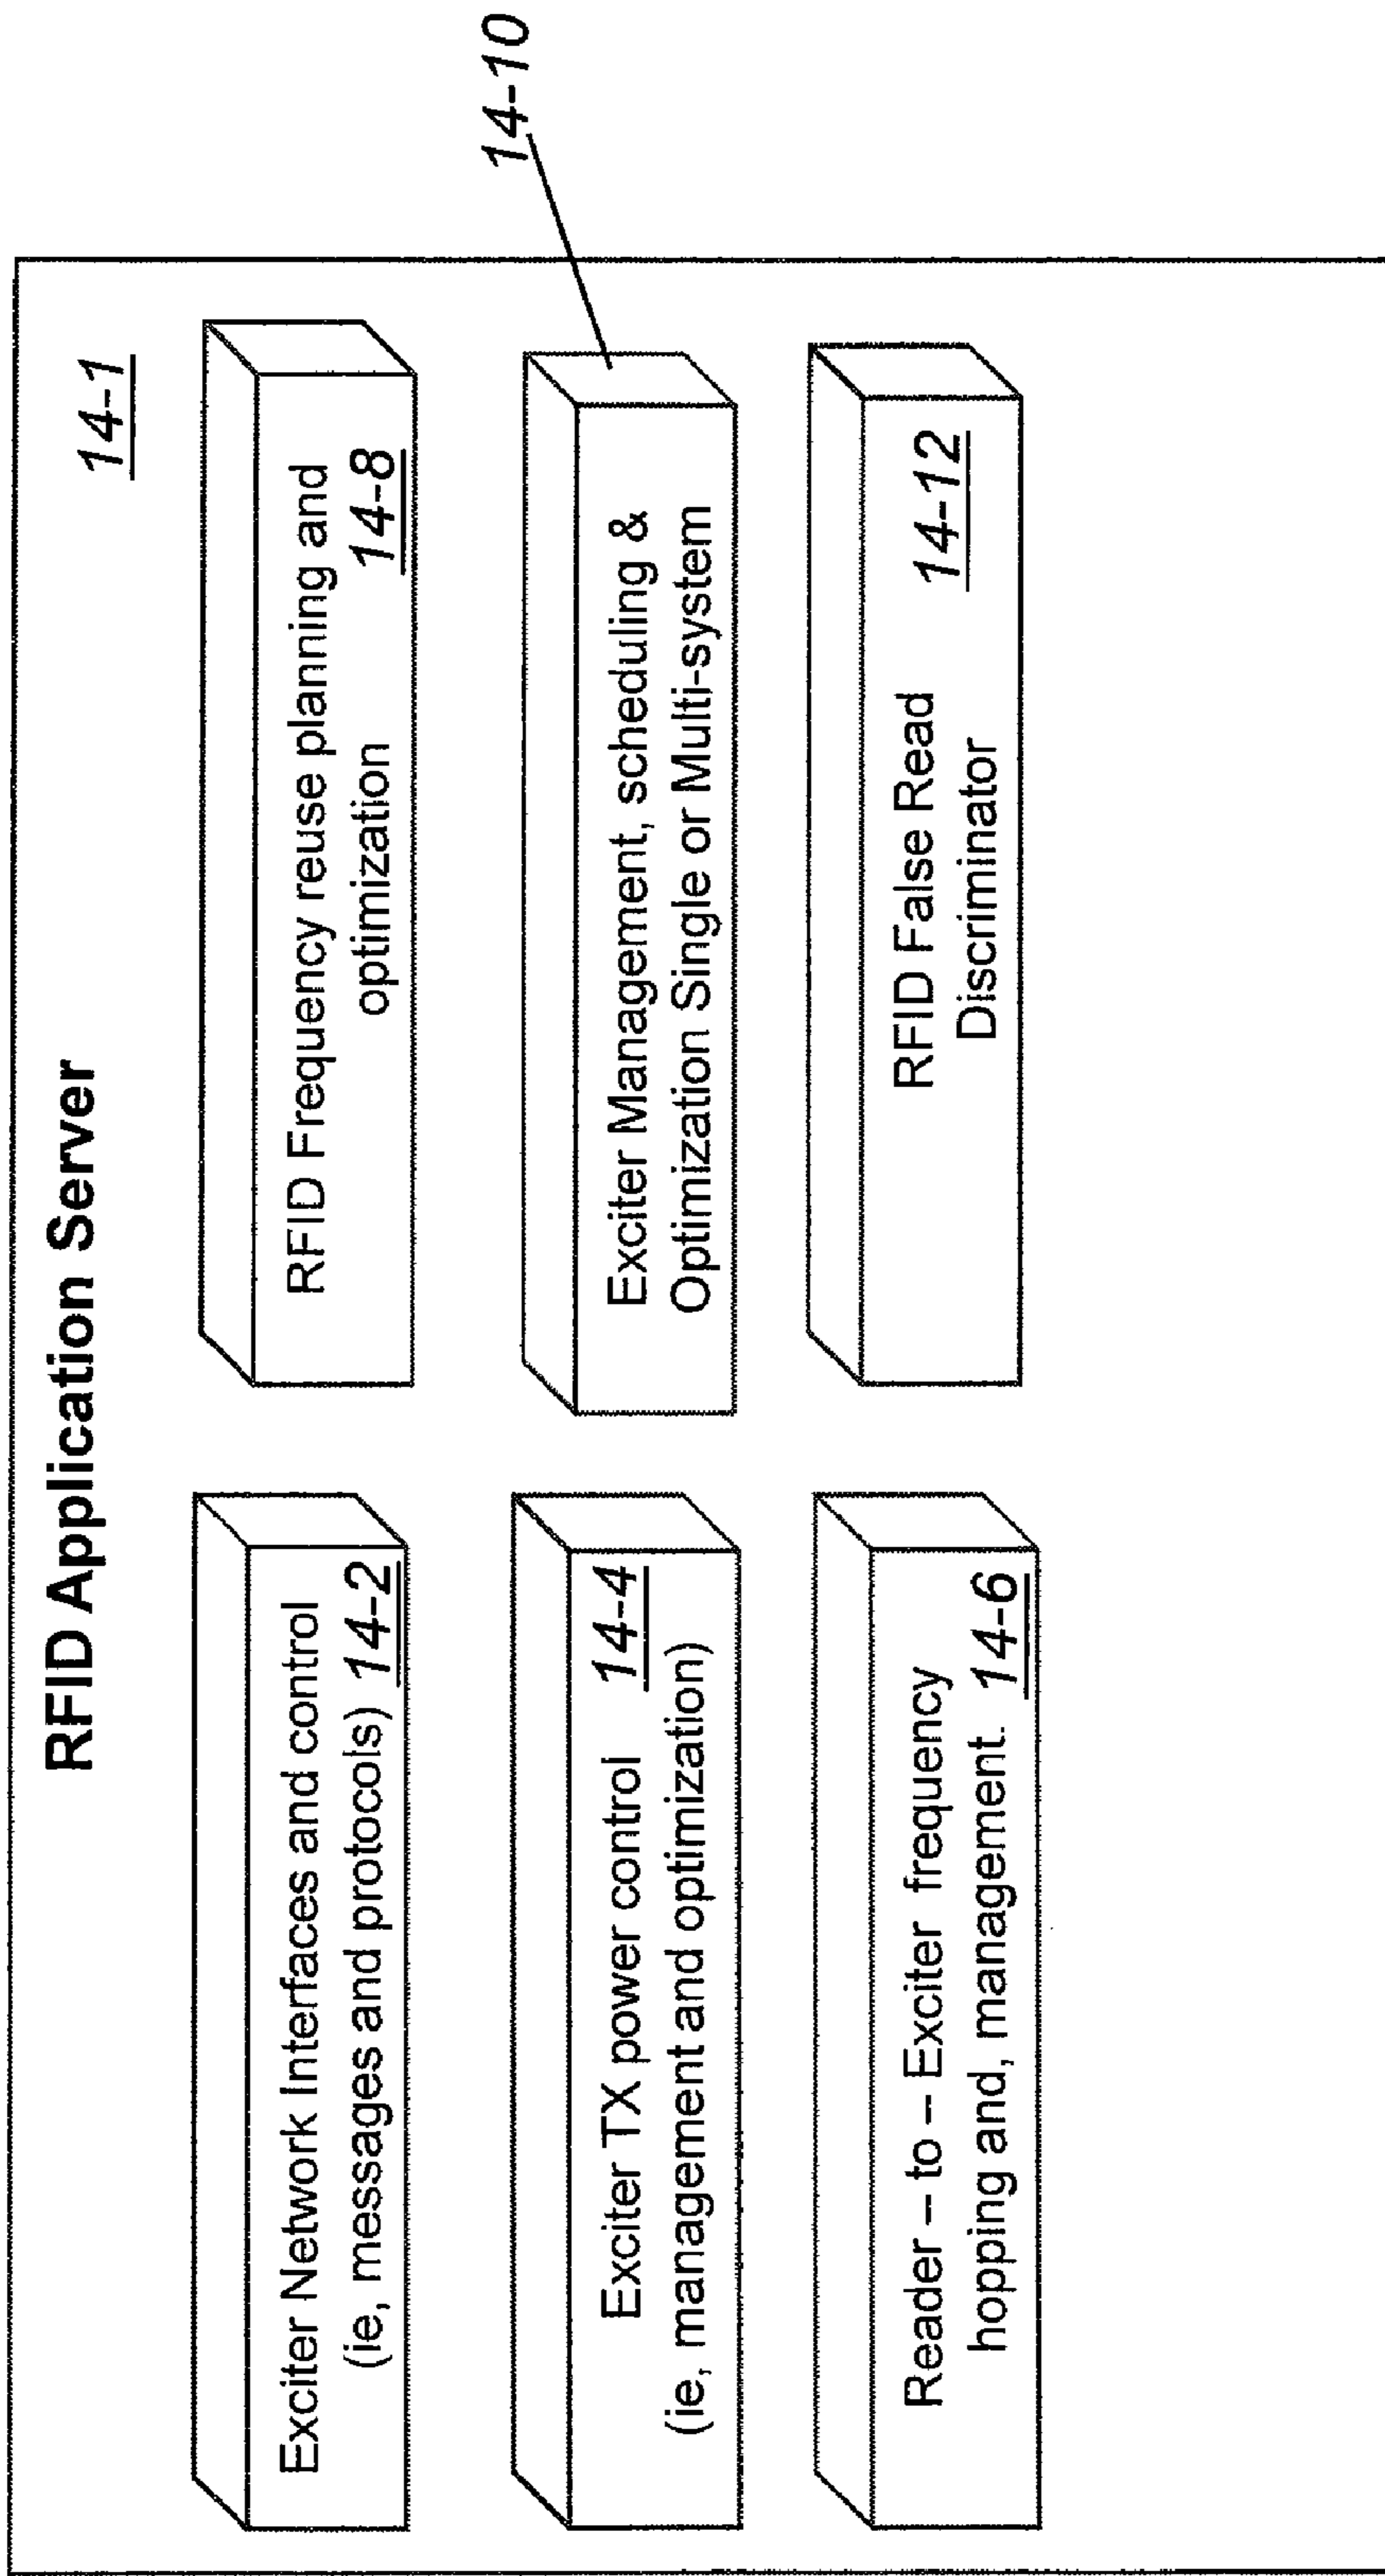 RFID Application Server
14-1
Exciter Network Interfaces and control
(ie, messages and protocols) 14-2
RFID Frequency reuse planning and
optimization 14-8
Exciter TX power control 14-4
(ie, management and optimization)
Exciter Management, scheduling &
Optimization Single or Multi-system
14-10
Reader – to – Exciter frequency
hopping and, management. 14-6
RFID False Read 14-12
Discriminator